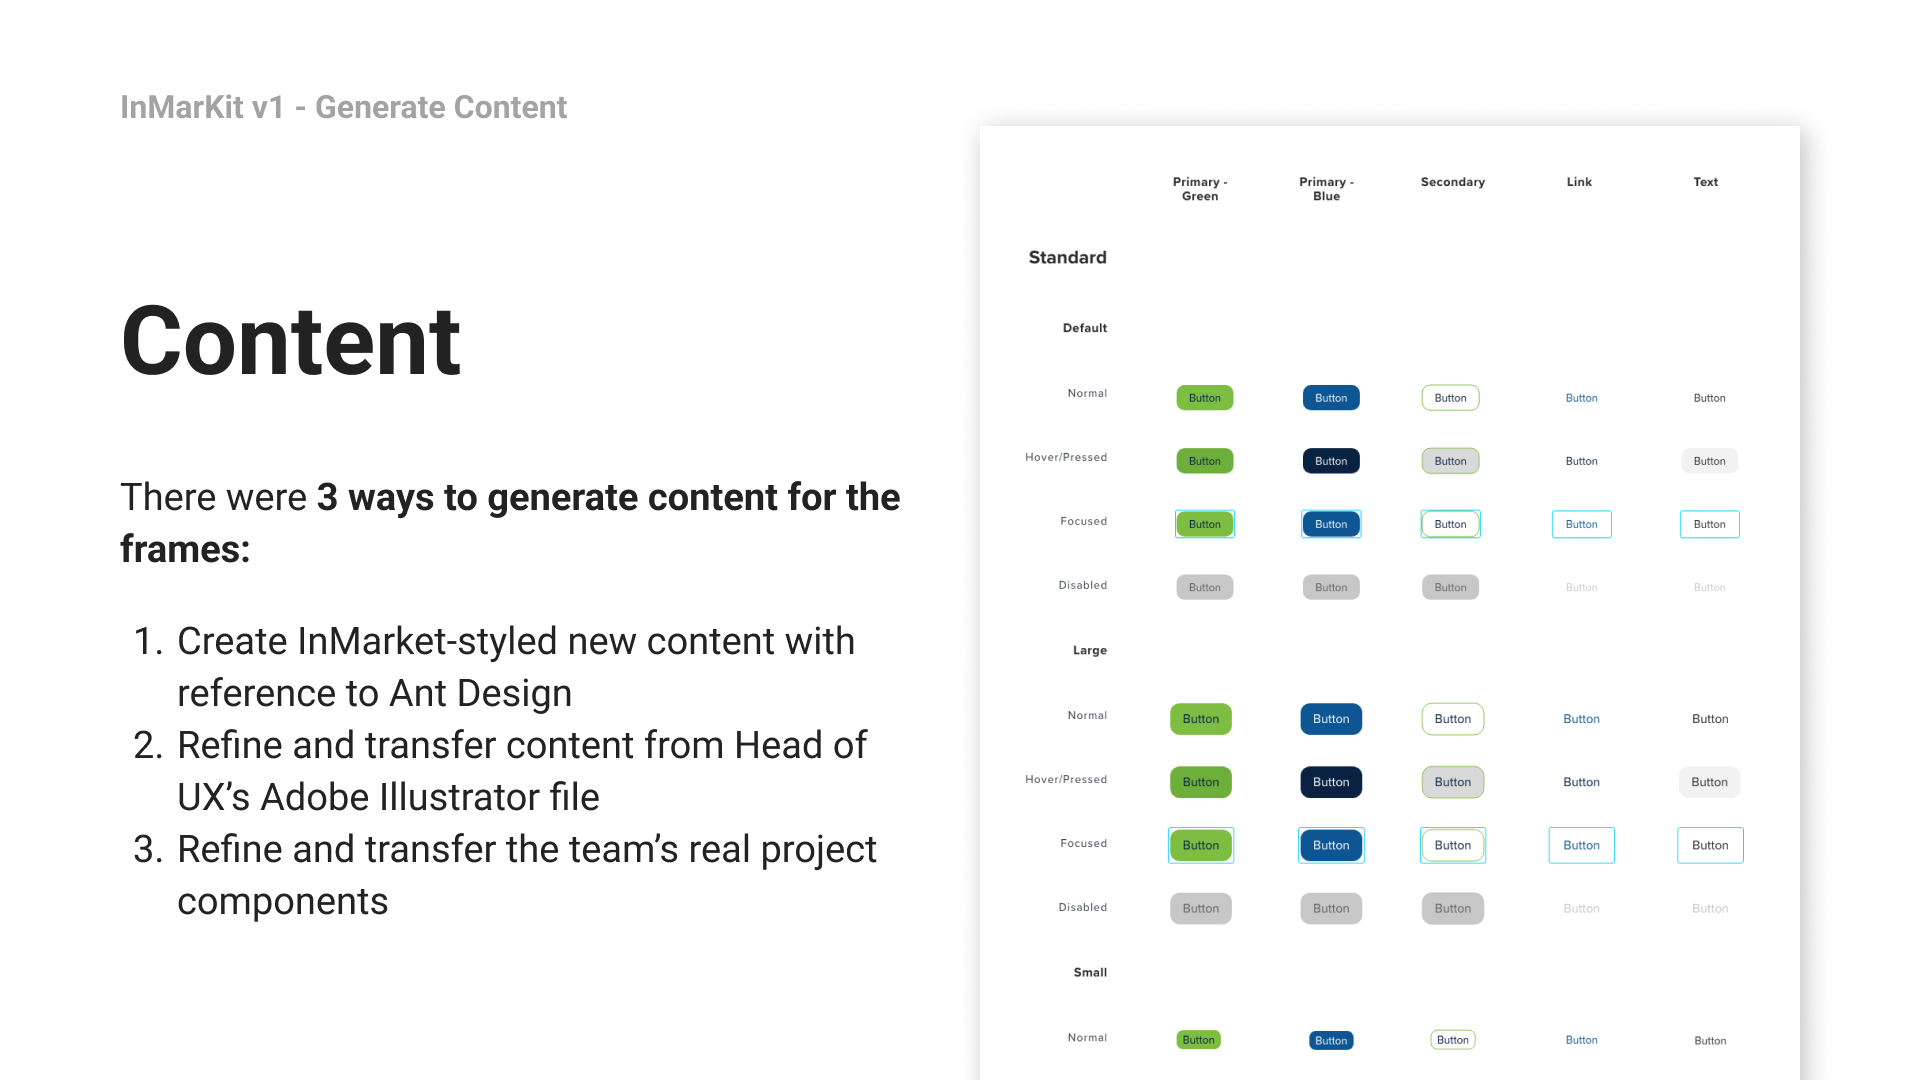 InMarKit v1 - Generate Content
Content
There were 3 ways to generate content for the
frames:
1. Create InMarket-styled new content with
reference to Ant Design
2. Refine and transfer content from Head of
UX’s Adobe Illustrator file
3. Refine and transfer the team’s real project
components
Primary - Green Primary - Blue Secondary Link Text
Standard
Default
Normal Button Button Button Button Button
Hover/Pressed Button Button Button Button Button
Focused Button Button Button Button Button
Disabled Button Button Button Button Button
Large
Normal Button Button Button Button Button
Hover/Pressed Button Button Button Button Button
Focused Button Button Button Button Button
Disabled Button Button Button Button Button
Small
Normal Button Button Button Button Button